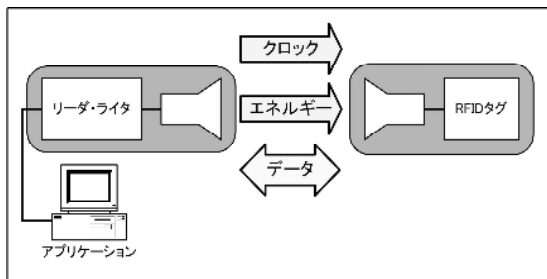 クロック
リーダ・ライタ
エネルギー
RFIDタグ
データ
アプリケーション